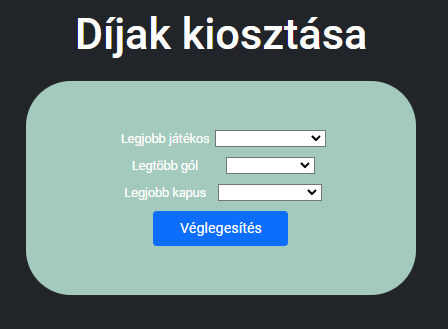 Díjak kiosztása
Legjobb játékos
Legtöbb gól
Legjobb kapus
Véglegesítés